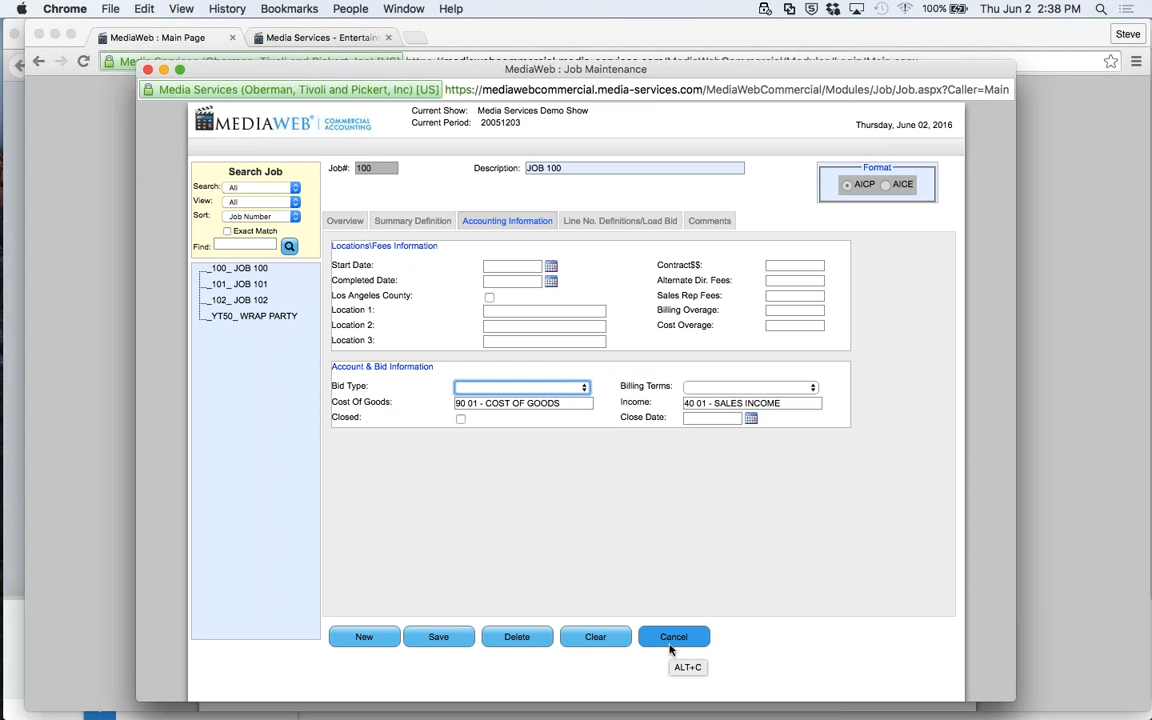 Chrome File Edit View History Bookmarks People Window Help 100% Thu Jun 2 2:38 PM
MediaWeb : Main Page Media Services - Entertain Steve
MediaWeb : Job Maintenance
Media Services (Oberman, Tivoli and Pickert, Inc) [US] https://mediawebcommercial.media-services.com/MediaWebCommercial/Modules/Job/Job.aspx?Caller=Main
MEDIAWEB® | COMMERCIAL ACCOUNTING
Current Show: Media Services Demo Show
Current Period: 20051203
Thursday, June 02, 2016
Search Job
Search: All
View: All
Sort: Job Number
Exact Match
Find:
_100_ JOB 100
_101_ JOB 101
_102_ JOB 102
_YT50_ WRAP PARTY
Job#: 100 Description: JOB 100
Format
AICP AICE
Overview Summary Definition Accounting Information Line No. Definitions/Load Bid Comments
Locations\Fees Information
Start Date: Contract$$:
Completed Date: Alternate Dir. Fees:
Los Angeles County: Sales Rep Fees:
Location 1: Billing Overage:
Location 2: Cost Overage:
Location 3:
Account & Bid Information
Bid Type: Billing Terms:
Cost Of Goods: 90 01 - COST OF GOODS Income: 40 01 - SALES INCOME
Closed: Close Date:
New Save Delete Clear Cancel
ALT+C